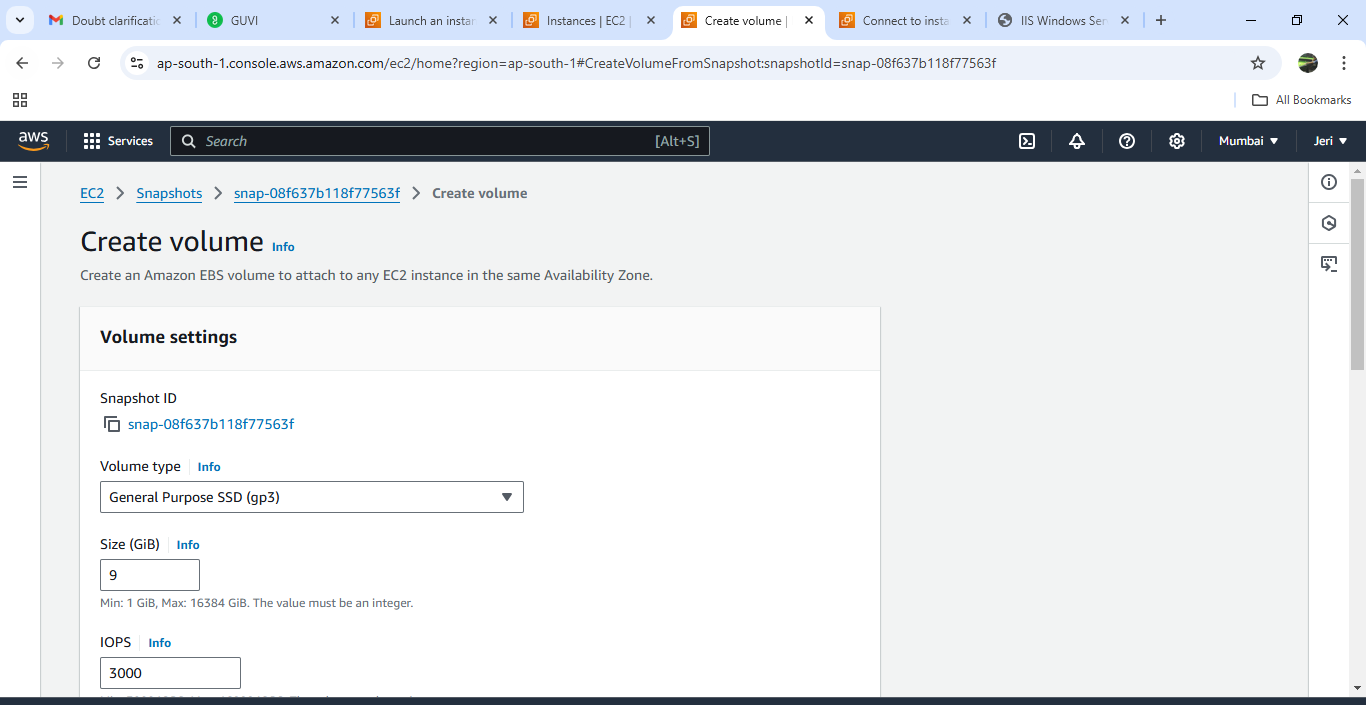 Doubt clarificatio
GUVI
Launch an instan
Instances | EC2 |
Create volume |
Connect to insta
IIS Windows Ser
ap-south-1.console.aws.amazon.com/ec2/home?region=ap-south-1#CreateVolumeFromSnapshot:snapshotId=snap-08f637b118f77563f
All Bookmarks
aws
Services
Search
[Alt+S]
Mumbai
Jeri
EC2 > Snapshots > snap-08f637b118f77563f > Create volume
Create volume Info
Create an Amazon EBS volume to attach to any EC2 instance in the same Availability Zone.
Volume settings
Snapshot ID
snap-08f637b118f77563f
Volume type Info
General Purpose SSD (gp3)
Size (GiB) Info
9
Min: 1 GiB, Max: 16384 GiB. The value must be an integer.
IOPS Info
3000